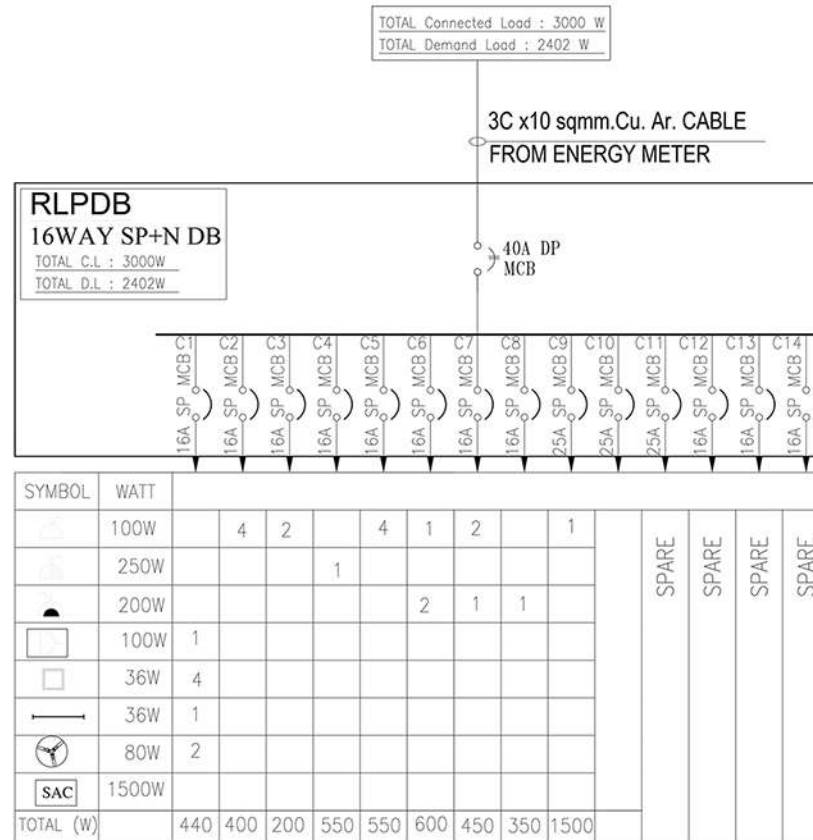 TOTAL Connected Load : 3000 W
TOTAL Demand Load : 2402 W
3C x10 sqmm.Cu. Ar. CABLE
FROM ENERGY METER
RLPDB
16WAY SP+N DB
TOTAL C.L : 3000W
TOTAL D.L : 2402W
40A DP
MCB
C1 C2 C3 C4 C5 C6 C7 C8 C9 C10 C11 C12 C13 C14
16A SP MCB
16A SP MCB
16A SP MCB
16A SP MCB
16A SP MCB
16A SP MCB
16A SP MCB
16A SP MCB
25A SP MCB
25A SP MCB
25A SP MCB
16A SP MCB
16A SP MCB
16A SP MCB
SYMBOL WATT
100W 4 2 4 1 2 1
250W 1
200W 2 1 1
100W 1
36W 4
36W 1
80W 2
SAC 1500W
SPARE
SPARE
SPARE
SPARE
TOTAL (W) 440 400 200 550 550 600 450 350 1500